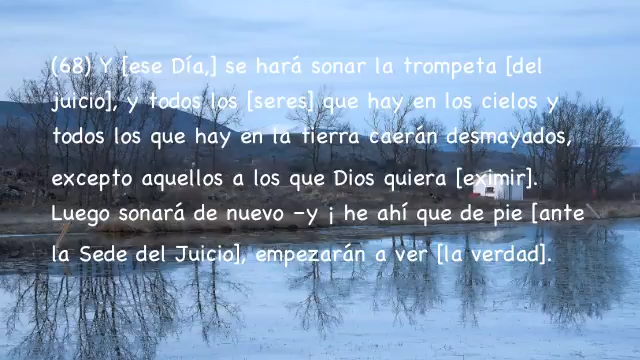 (68) Y [ese Día,] se hará sonar la trompeta [del
juicio], y todos los [seres] que hay en los cielos y
todos los que hay en la tierra caerán desmayados,
excepto aquellos a los que Dios quiera [eximir].
Luego sonará de nuevo —y ¡ he ahí que de pie [ante
la Sede del Juicio], empezarán a ver [la verdad].